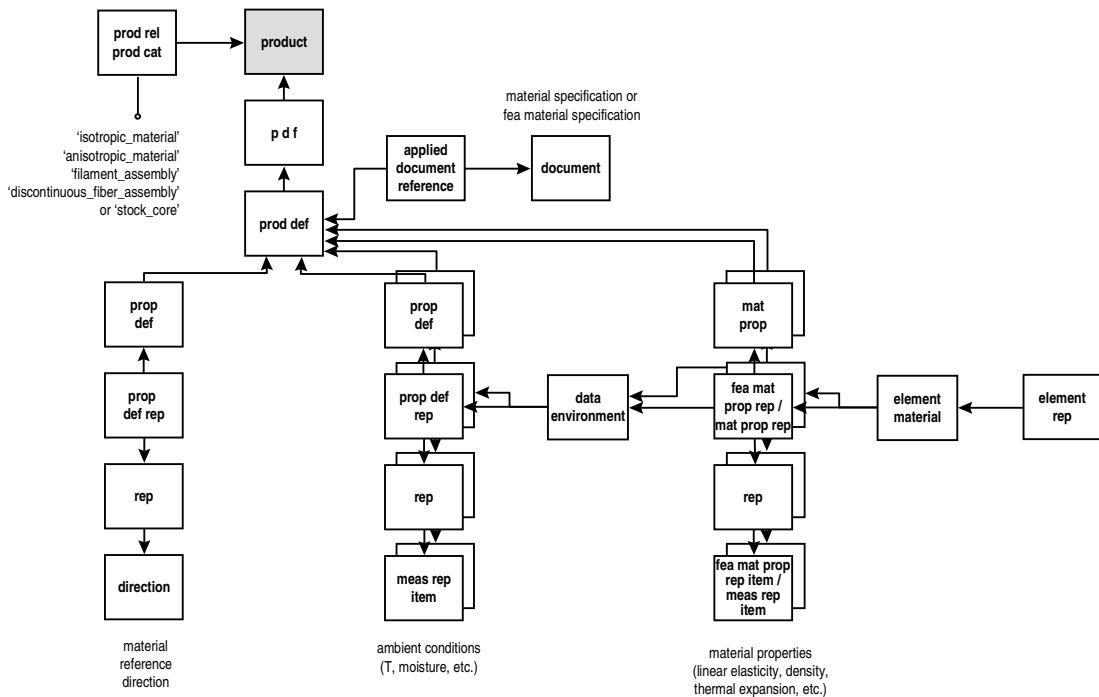 prod rel
prod cat
product
'isotropic_material'
'anisotropic_material'
'filament_assembly'
'discontinuous_fiber_assembly'
or 'stock_core'
p d f
material specification or
fea material specification
applied
document
reference
document
prod def
prop
def
prop
def
mat
prop
prop
def rep
prop def
rep
data
environment
fea mat
prop rep /
mat prop rep
element
material
element
rep
rep
rep
rep
direction
meas rep
item
fea mat prop
rep item /
meas rep
item
material
reference
direction
ambient conditions
(T, moisture, etc.)
material properties
(linear elasticity, density,
thermal expansion, etc.)